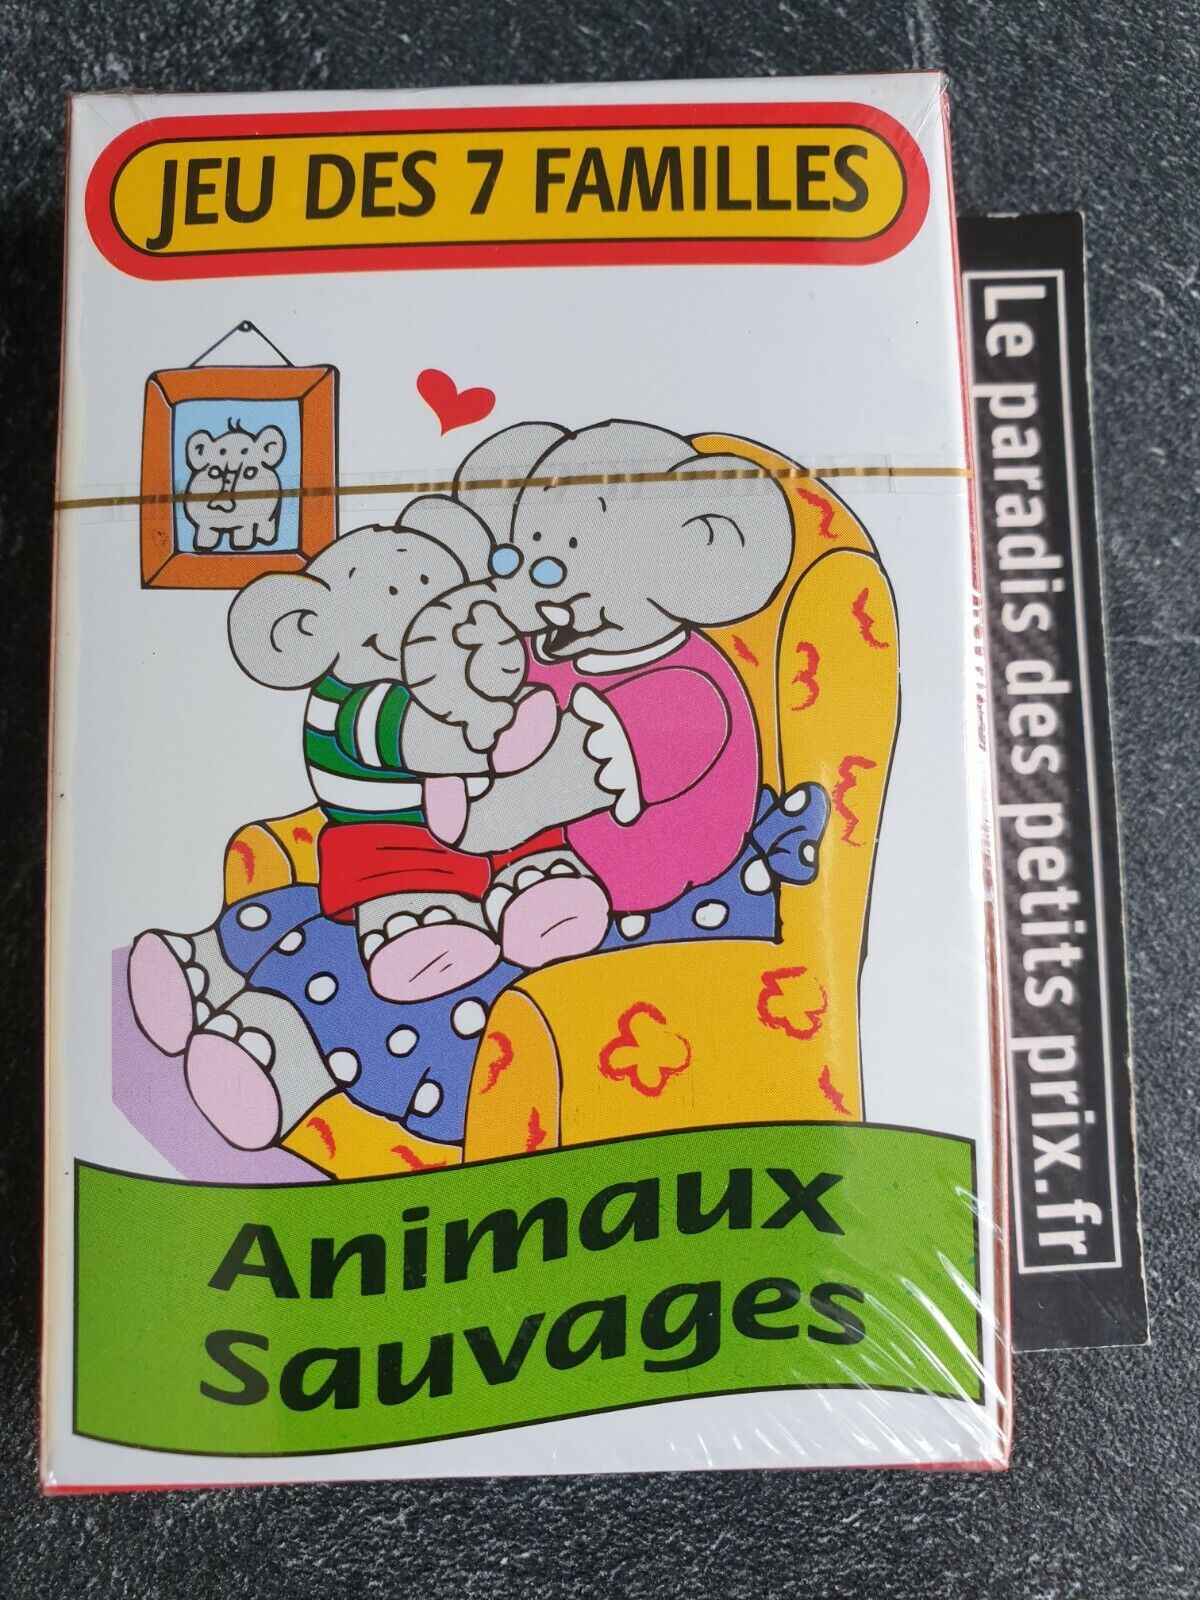 JEU DES 7 FAMILLES
Animaux
Sauvages
Le paradis des petits prix.fr